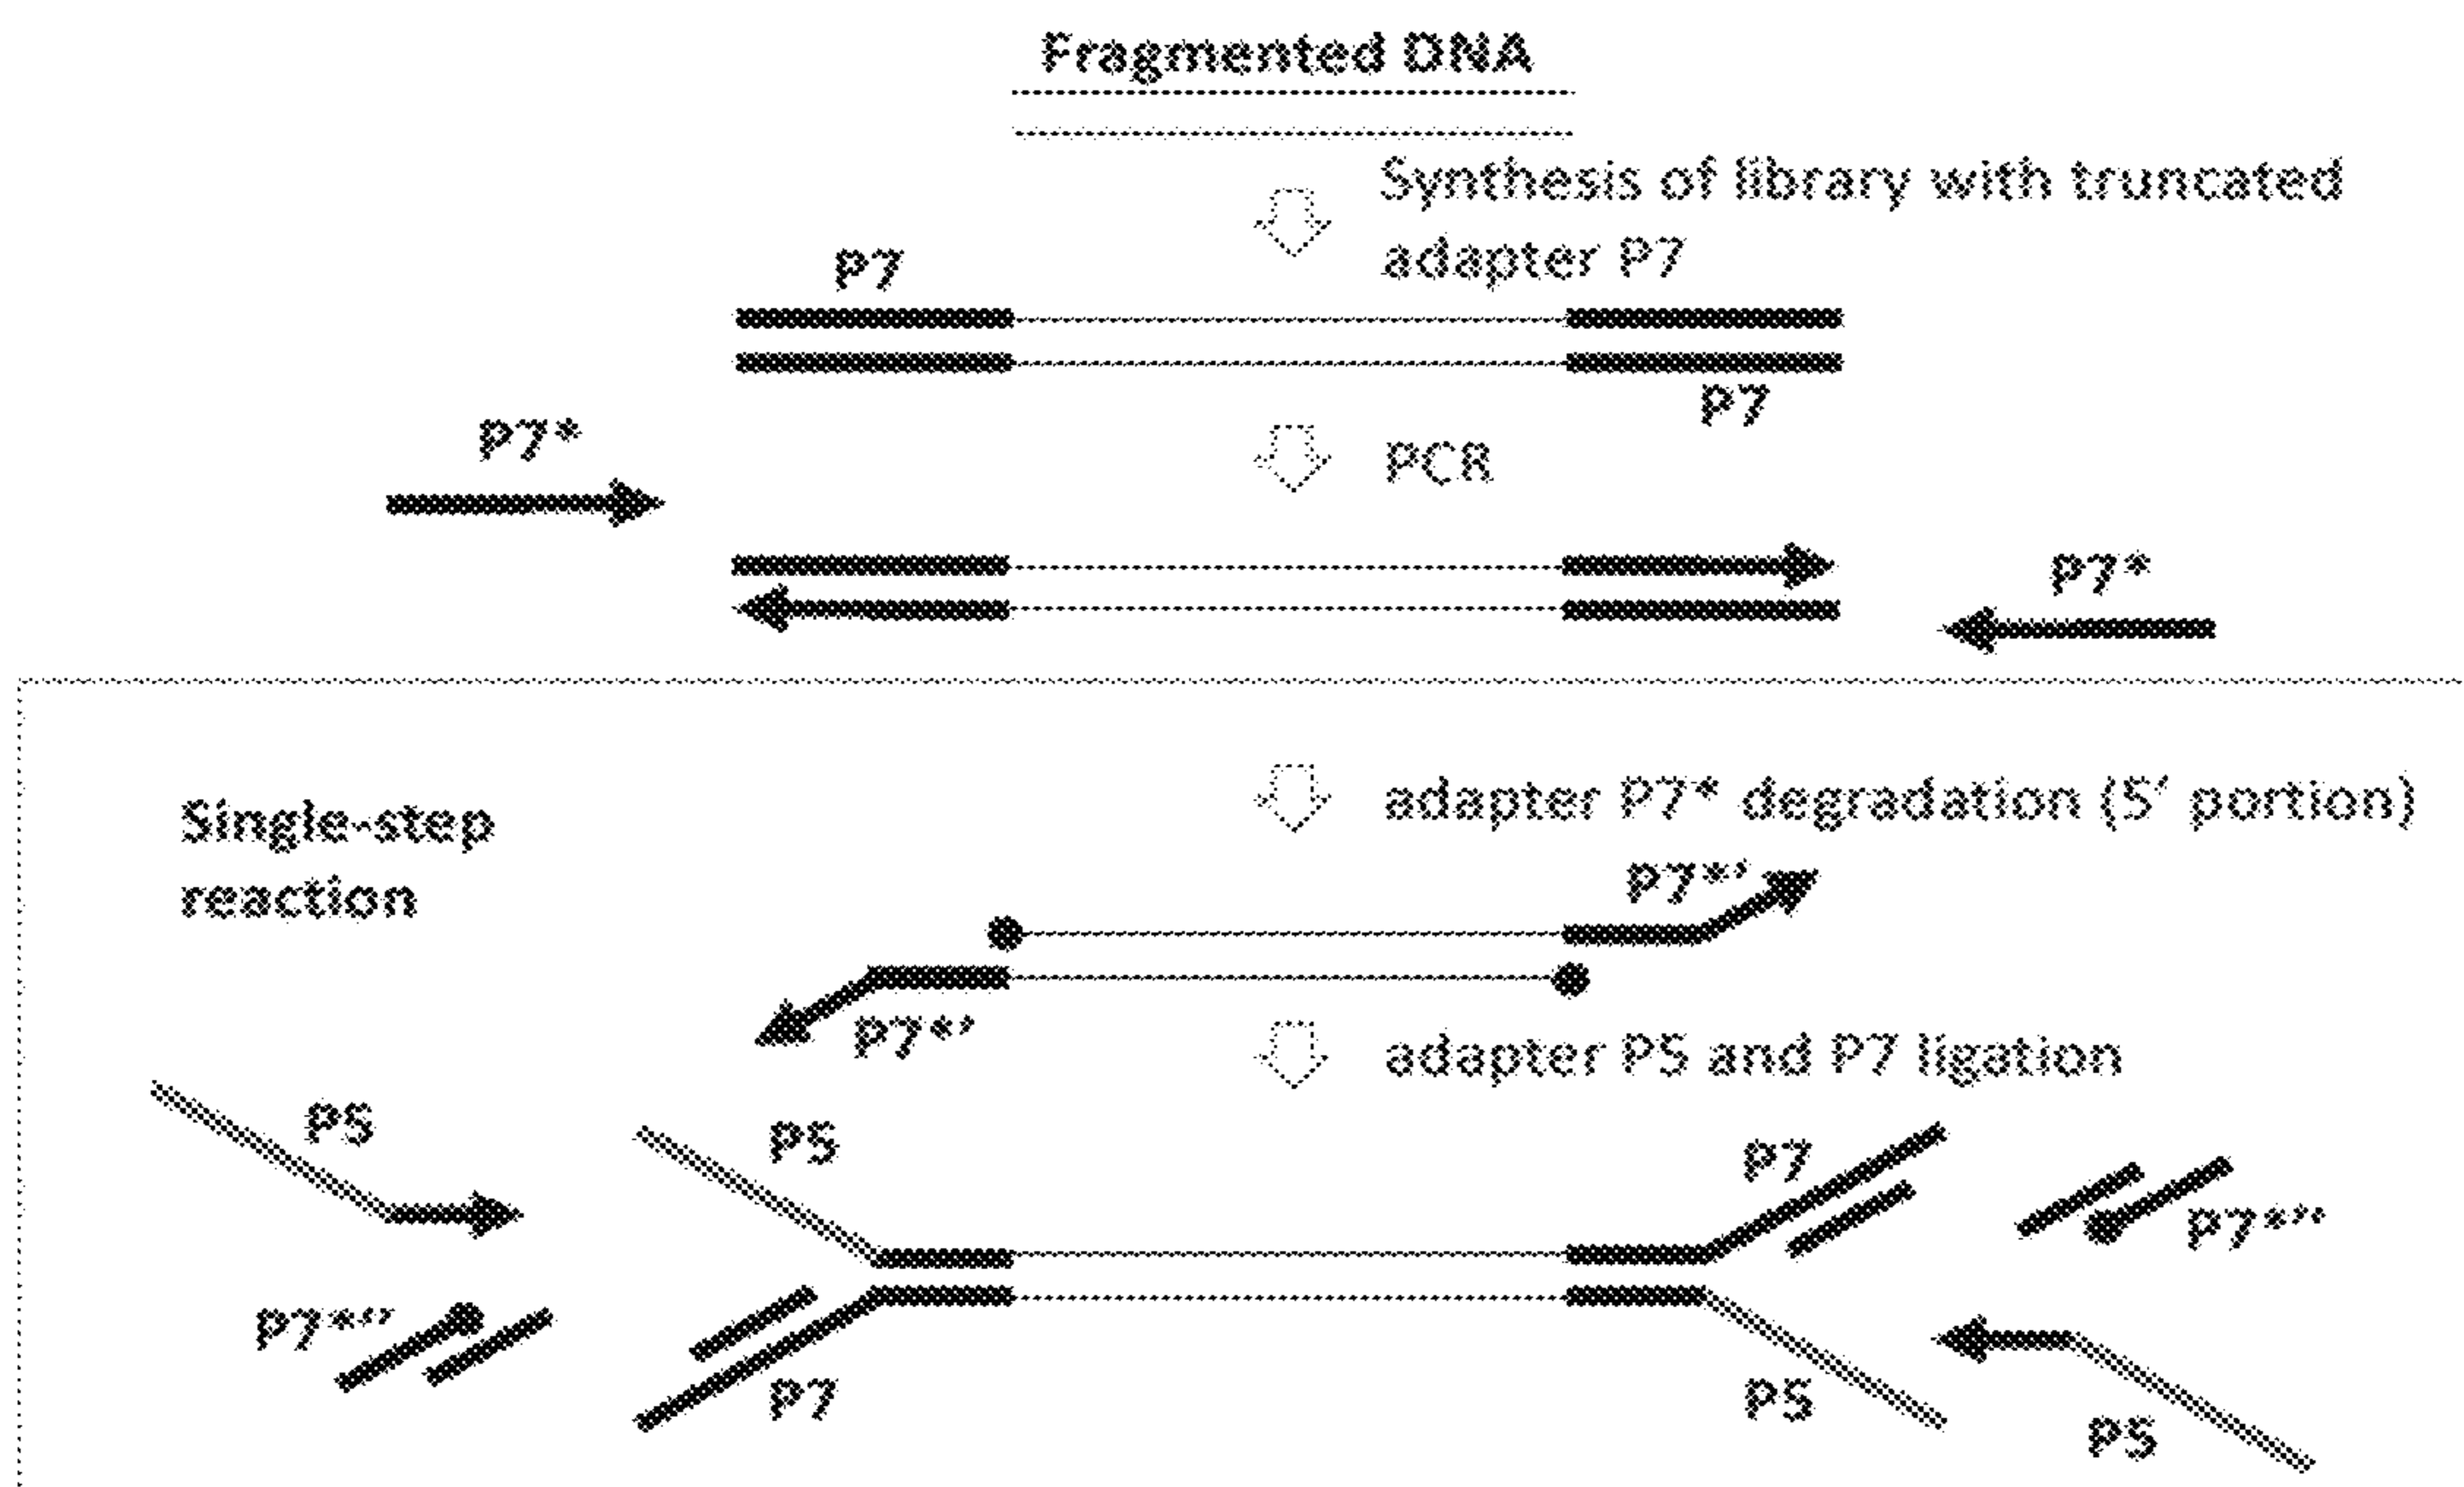 Fragmented DNA
Synthesis of library with truncated
adapter P7
P7
P7
P7*
PCR
P7*
Single-step
reaction
adapter P7* degradation (5' portion)
P7*'
P7*'
adapter P5 and P7 ligation
P5
P5
P7
P7*''
P7*''
P7
P5
P5